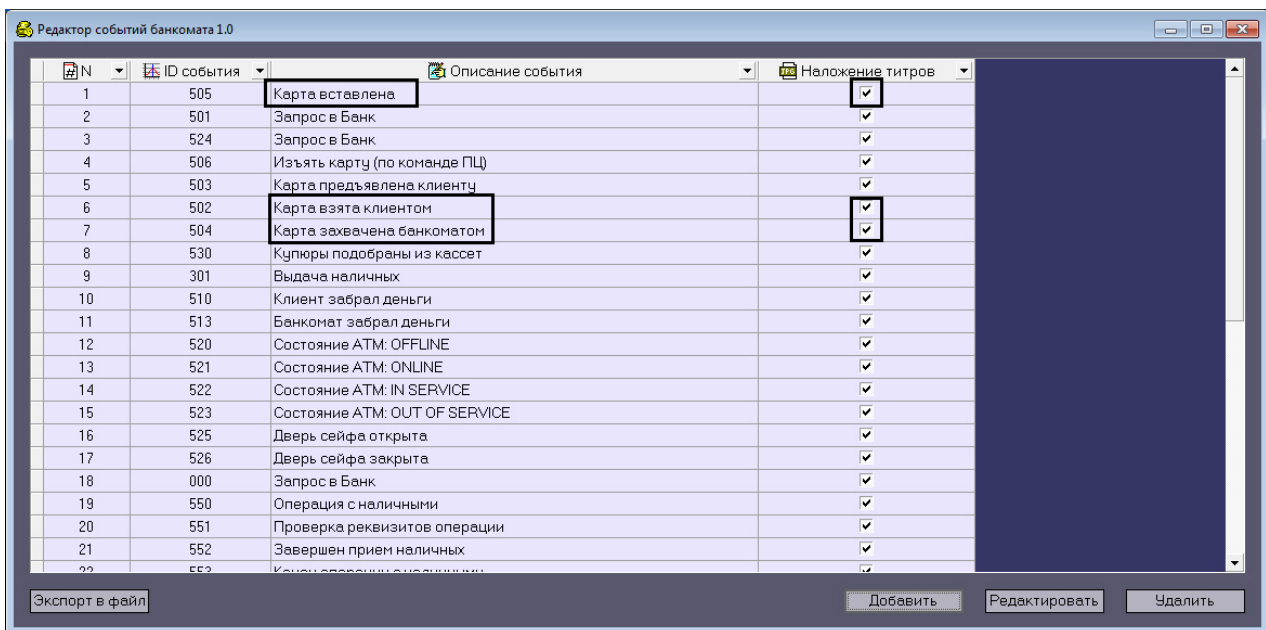 Редактор событий банкомата 1.0
N ID события Описание события Наложение титров
1 505 Карта вставлена
2 501 Запрос в Банк
3 524 Запрос в Банк
4 506 Изъять карту (по команде ПЦ)
5 503 Карта предъявлена клиенту
6 502 Карта взята клиентом
7 504 Карта захвачена банкоматом
8 530 Купюры подобраны из кассет
9 301 Выдача наличных
10 510 Клиент забрал деньги
11 513 Банкомат забрал деньги
12 520 Состояние ATM: OFFLINE
13 521 Состояние ATM: ONLINE
14 522 Состояние ATM: IN SERVICE
15 523 Состояние ATM: OUT OF SERVICE
16 525 Дверь сейфа открыта
17 526 Дверь сейфа закрыта
18 000 Запрос в Банк
19 550 Операция с наличными
20 551 Проверка реквизитов операции
21 552 Завершен прием наличных
22 553
Экспорт в файл Добавить Редактировать Удалить